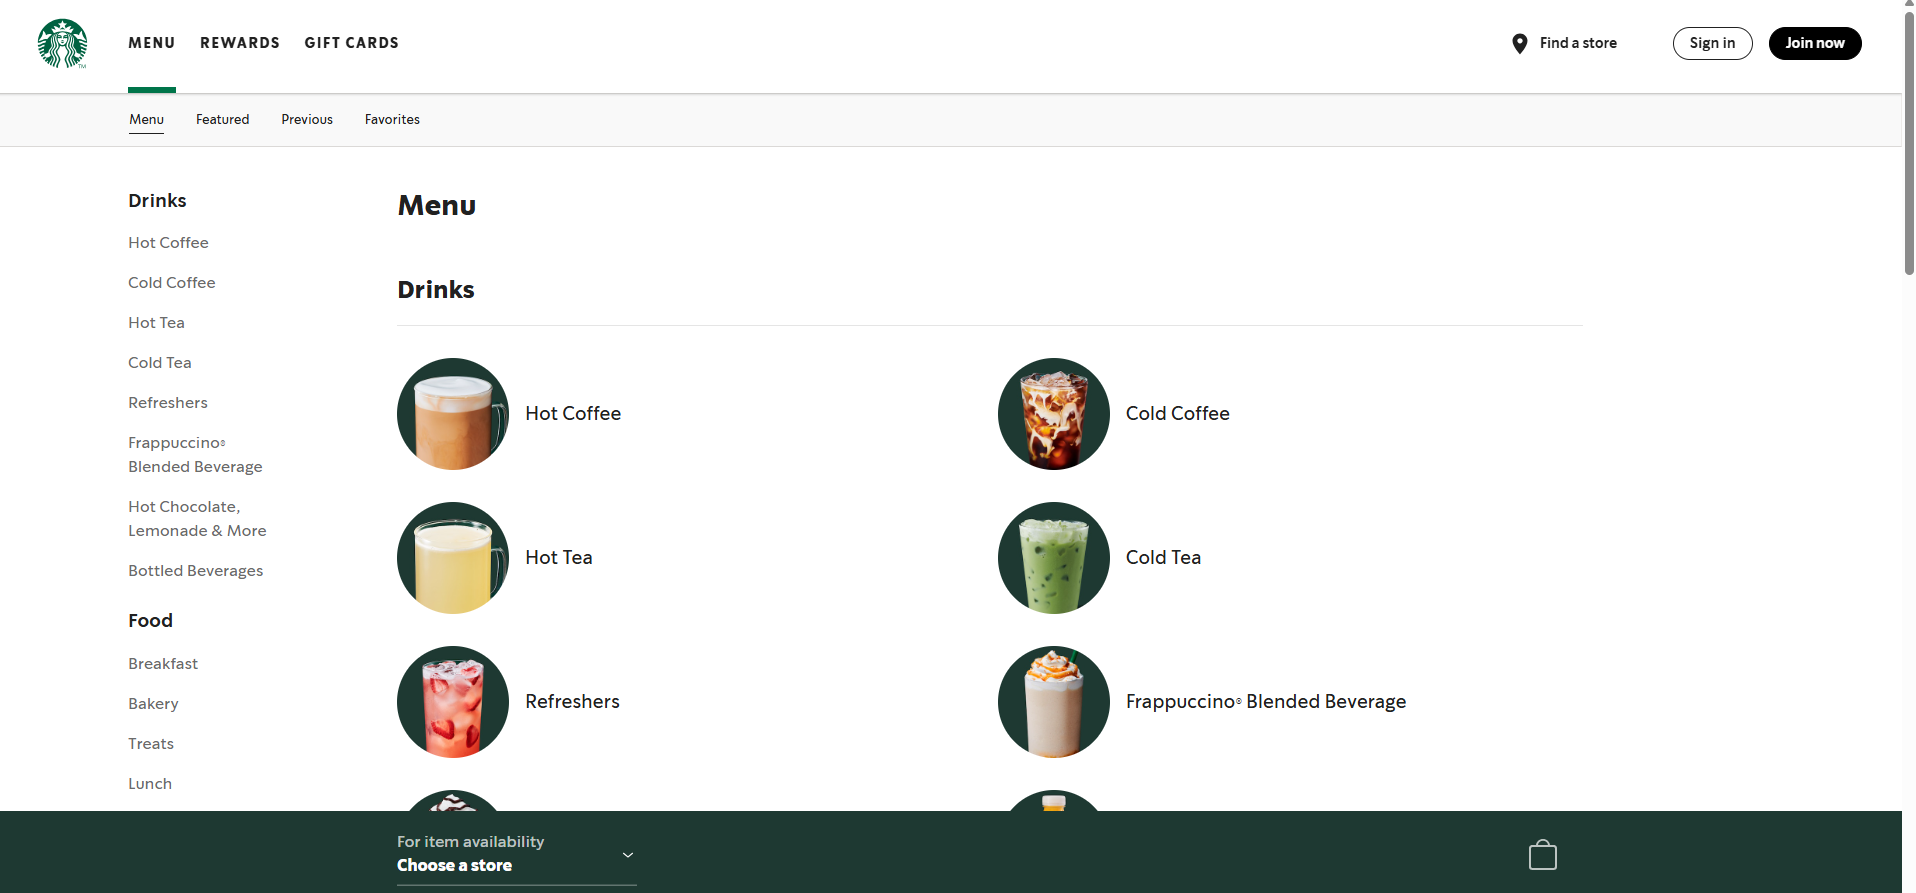 MENU REWARDS GIFT CARDS Find a store Sign in Join now
Menu Featured Previous Favorites
Drinks
Hot Coffee
Cold Coffee
Hot Tea
Cold Tea
Refreshers
Frappuccino®
Blended Beverage
Hot Chocolate,
Lemonade & More
Bottled Beverages
Food
Breakfast
Bakery
Treats
Lunch
Menu
Drinks
Hot Coffee
Cold Coffee
Hot Tea
Cold Tea
Refreshers
Frappuccino® Blended Beverage
For item availability
Choose a store
TM